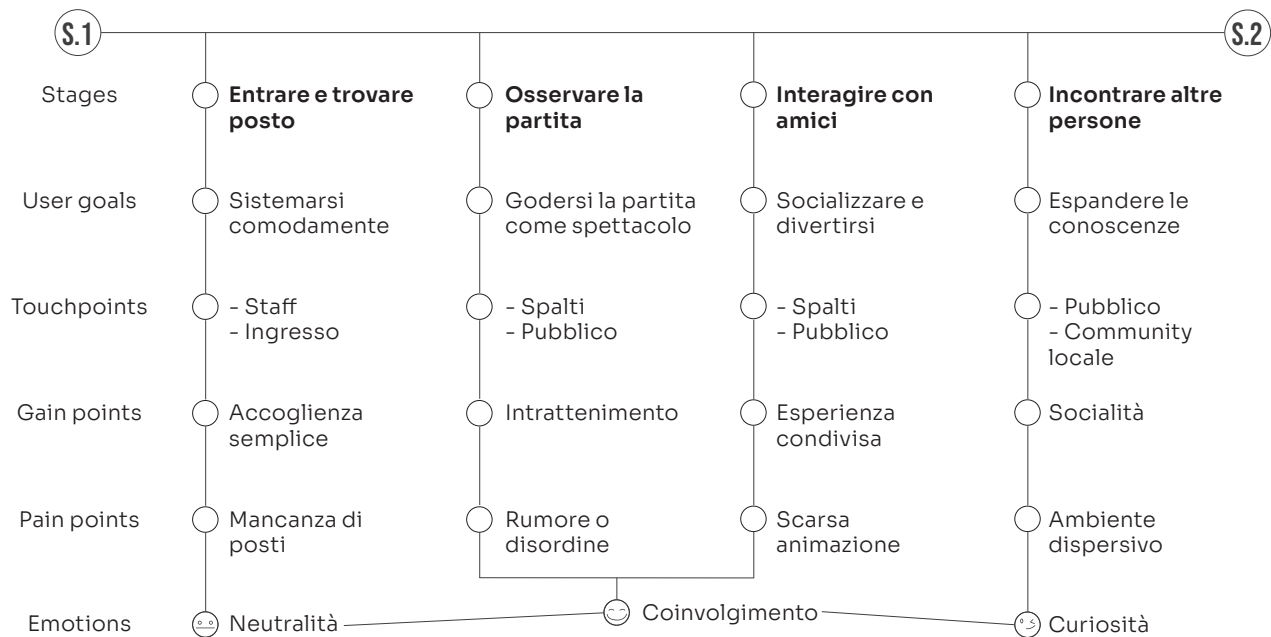 S.1
S.2
Stages
Entrare e trovare
posto
Osservare la
partita
Interagire con
amici
Incontrare altre
persone
User goals
Sistemarsi
comodamente
Godersi la partita
come spettacolo
Socializzare e
divertirsi
Espandere le
conoscenze
Touchpoints
- Staff
- Ingresso
- Spalti
- Pubblico
- Spalti
- Pubblico
- Pubblico
- Community
locale
Gain points
Accoglienza
semplice
Intrattenimento
Esperienza
condivisa
Socialità
Pain points
Mancanza di
posti
Rumore o
disordine
Scarsa
animazione
Ambiente
dispersivo
Emotions
Neutralità
Coinvolgimento
Curiosità